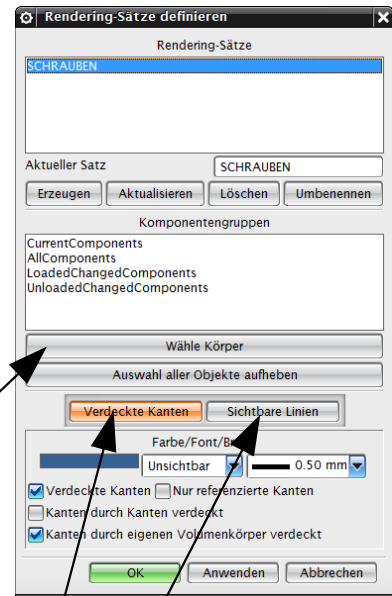 Rendering-Sätze definieren
Rendering-Sätze
SCHRAUBEN
Aktueller Satz SCHRAUBEN
Erzeugen Aktualisieren Löschen Umbenennen
Komponentengruppen
CurrentComponents
AllComponents
LoadedChangedComponents
UnloadedChangedComponents
Wähle Körper
Auswahl aller Objekte aufheben
Verdeckte Kanten Sichtbare Linien
Farbe/Font/
Unsichtbar 0.50 mm
Verdeckte Kanten Nur referenzierte Kanten
Kanten durch Kanten verdeckt
Kanten durch eigenen Volumenkörper verdeckt
OK Anwenden Abbrechen